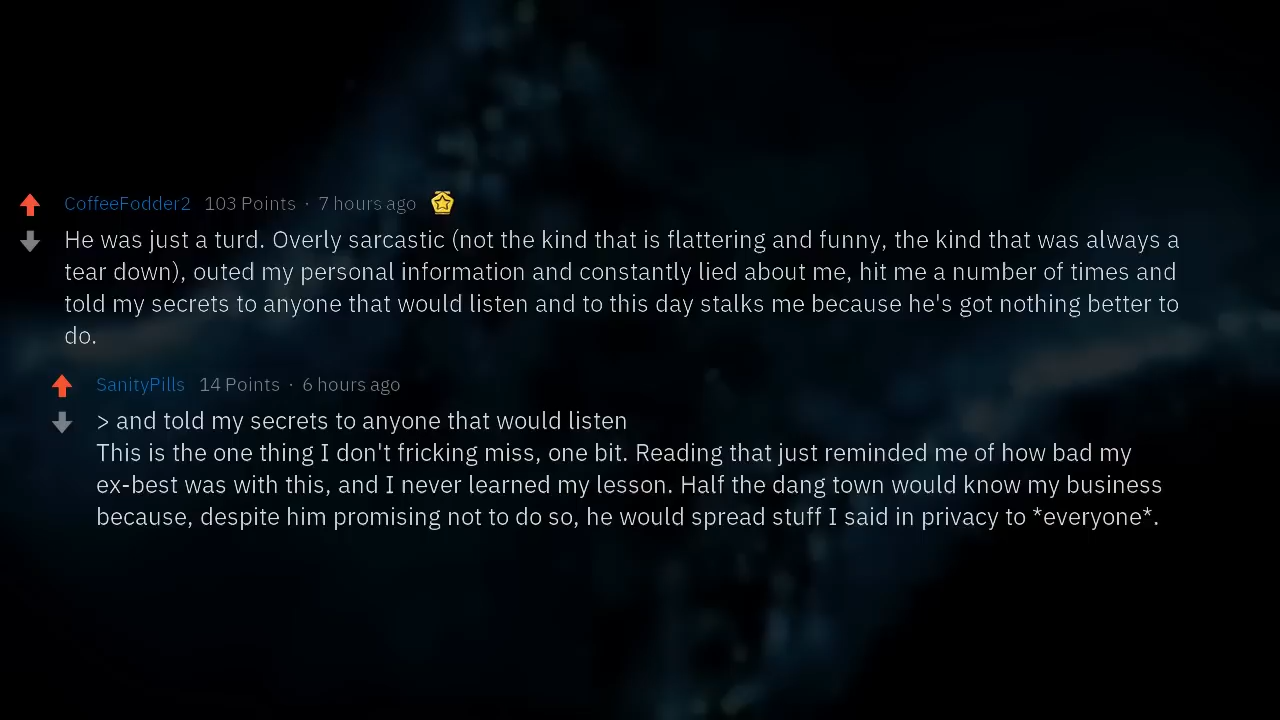 CoffeeFodder2 103 Points · 7 hours ago
He was just a turd. Overly sarcastic (not the kind that is flattering and funny, the kind that was always a
tear down), outed my personal information and constantly lied about me, hit me a number of times and
told my secrets to anyone that would listen and to this day stalks me because he's got nothing better to
do.
SanityPills 14 Points · 6 hours ago
> and told my secrets to anyone that would listen
This is the one thing I don't fricking miss, one bit. Reading that just reminded me of how bad my
ex-best was with this, and I never learned my lesson. Half the dang town would know my business
because, despite him promising not to do so, he would spread stuff I said in privacy to *everyone*.